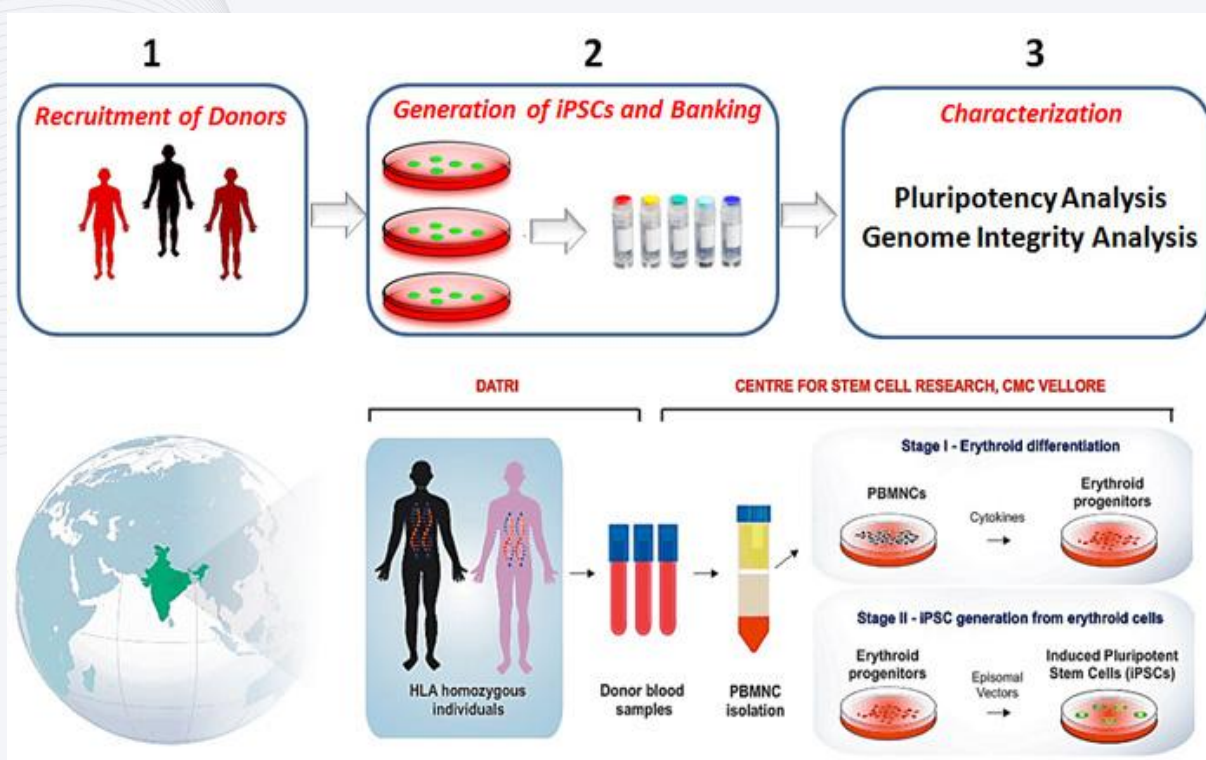 1
2
3
Recruitment of Donors
Generation of iPSCs and Banking
Characterization
Pluripotency Analysis
Genome Integrity Analysis
DATRI
CENTRE FOR STEM CELL RESEARCH, CMC VELLORE
HLA homozygous
individuals
Donor blood
samples
PBMNC
isolation
Stage I - Erythroid differentiation
PBMNCs
Cytokines
Erythroid
progenitors
Stage II - iPSC generation from erythroid cells
Erythroid
progenitors
Episomal
Vectors
Induced Pluripotent
Stem Cells (iPSCs)